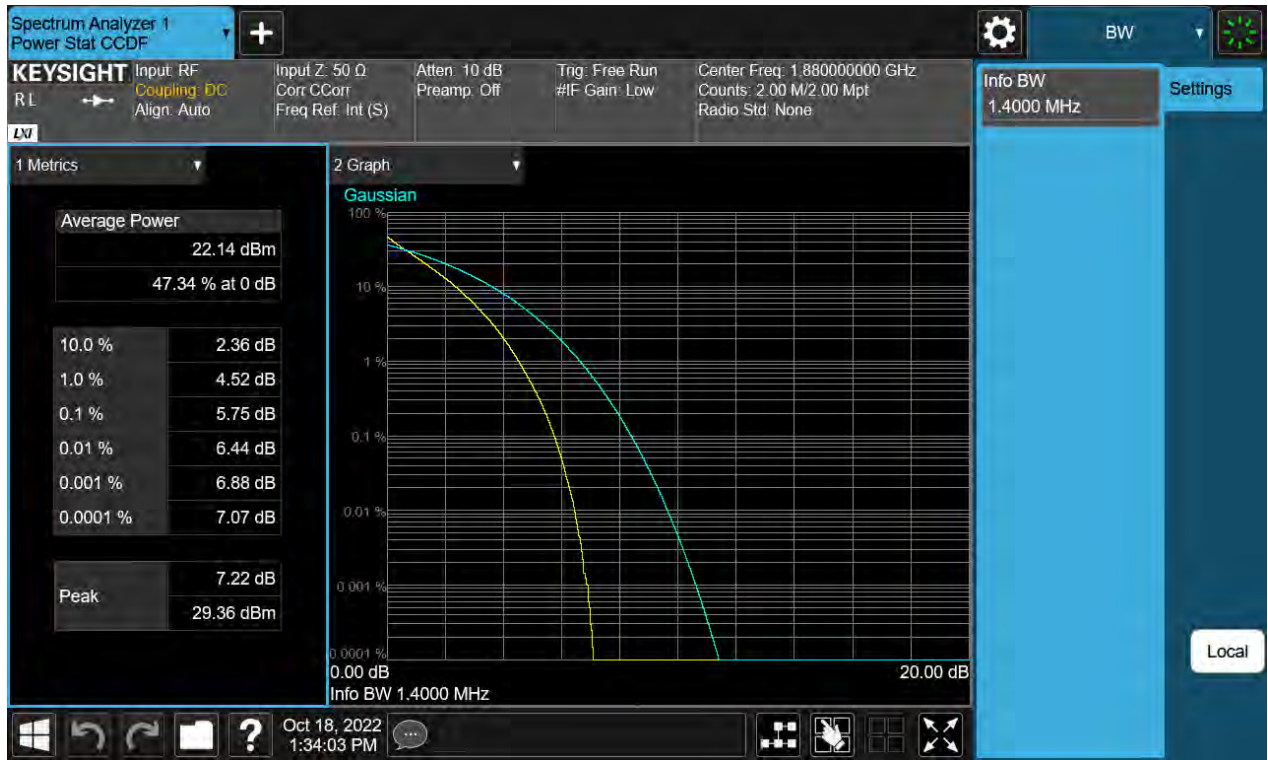 Spectrum Analyzer 1
Power Stat CCDF
BW
KEYSIGHT
RL
LXI
Input: RF
Coupling: DC
Align: Auto
Input Z: 50 Ω
Corr CCorr
Freq Ref: Int (S)
Atten: 10 dB
Preamp: Off
Trig: Free Run
#IF Gain: Low
Center Freq: 1.880000000 GHz
Counts: 2.00 M/2.00 Mpt
Radio Std: None
Info BW
1.4000 MHz
Settings
1 Metrics
Average Power
22.14 dBm
47.34 % at 0 dB
10.0 % 2.36 dB
1.0 % 4.52 dB
0.1 % 5.75 dB
0.01 % 6.44 dB
0.001 % 6.88 dB
0.0001 % 7.07 dB
Peak
7.22 dB
29.36 dBm
2 Graph
Gaussian
100 %
10 %
1 %
0.1 %
0.01 %
0.001 %
0.0001 %
0.00 dB 20.00 dB
Info BW 1.4000 MHz
Local
?
Oct 18, 2022
1:34:03 PM